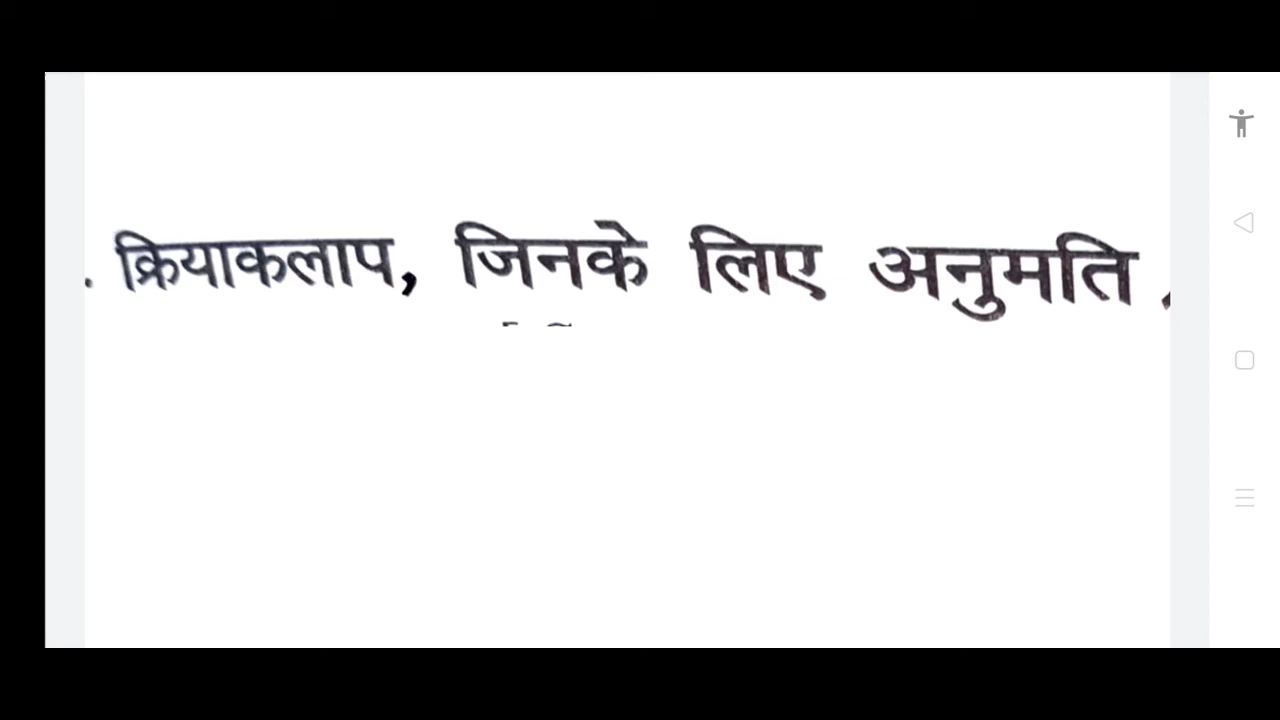 . क्रियाकलाप, जिनके लिए अनुमति